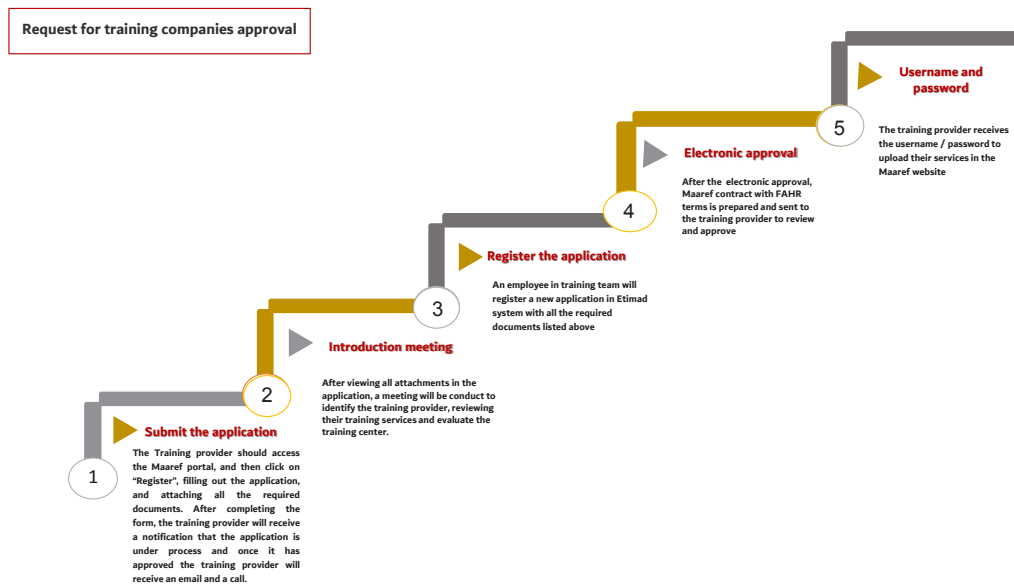 Request for training companies approval
1
Submit the application
The Training provider should access
the Maaref portal, and then click on
“Register”, filling out the application,
and attaching all the required
documents. After completing the
form, the training provider will receive
a notification that the application is
under process and once it has
approved the training provider will
receive an email and a call.
2
Introduction meeting
After viewing all attachments in the
application, a meeting will be conduct to
identify the training provider, reviewing
their training services and evaluate the
training center.
3
Register the application
An employee in training team will
register a new application in Etimad
system with all the required
documents listed above
4
Electronic approval
After the electronic approval,
Maaref contract with FAHR
terms is prepared and sent to
the training provider to review
and approve
5
Username and
password
The training provider receives
the username / password to
upload their services in the
Maaref website